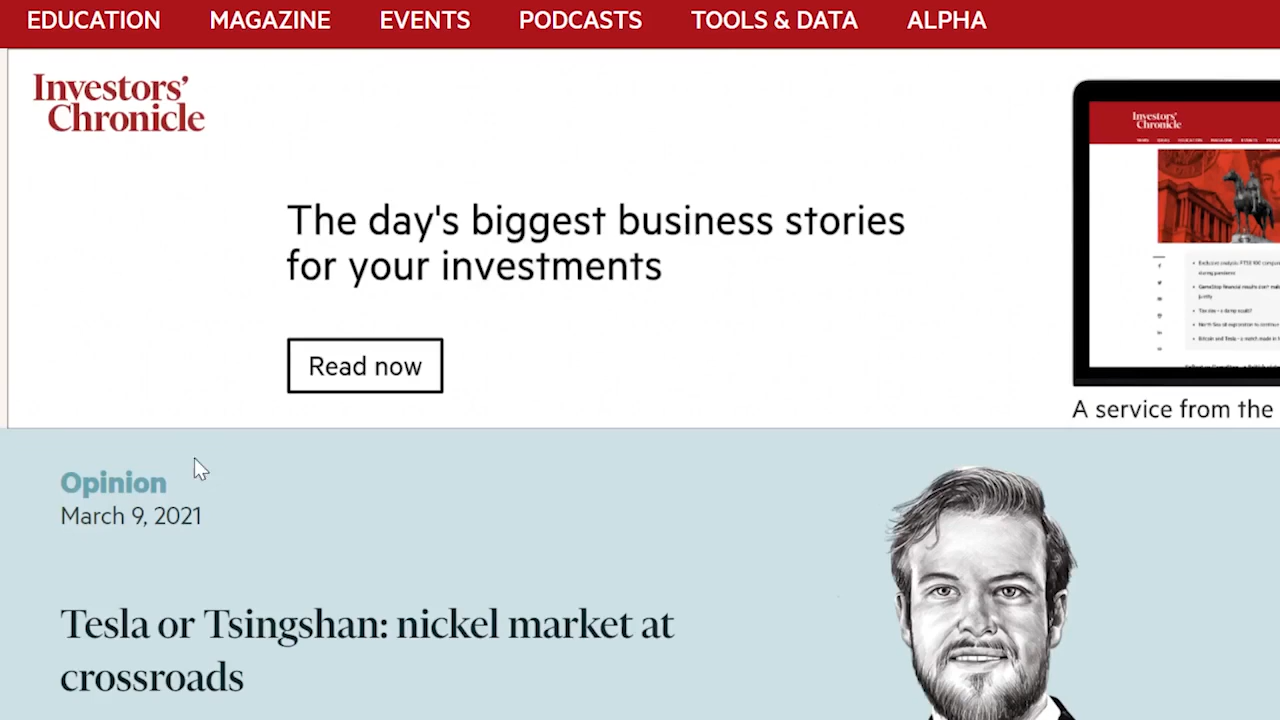 EDUCATION MAGAZINE EVENTS PODCASTS TOOLS & DATA ALPHA
Investors'
Chronicle
The day's biggest business stories
for your investments
Read now
Investors'
Chronicle
A service from the
Opinion
March 9, 2021
Tesla or Tsingshan: nickel market at
crossroads